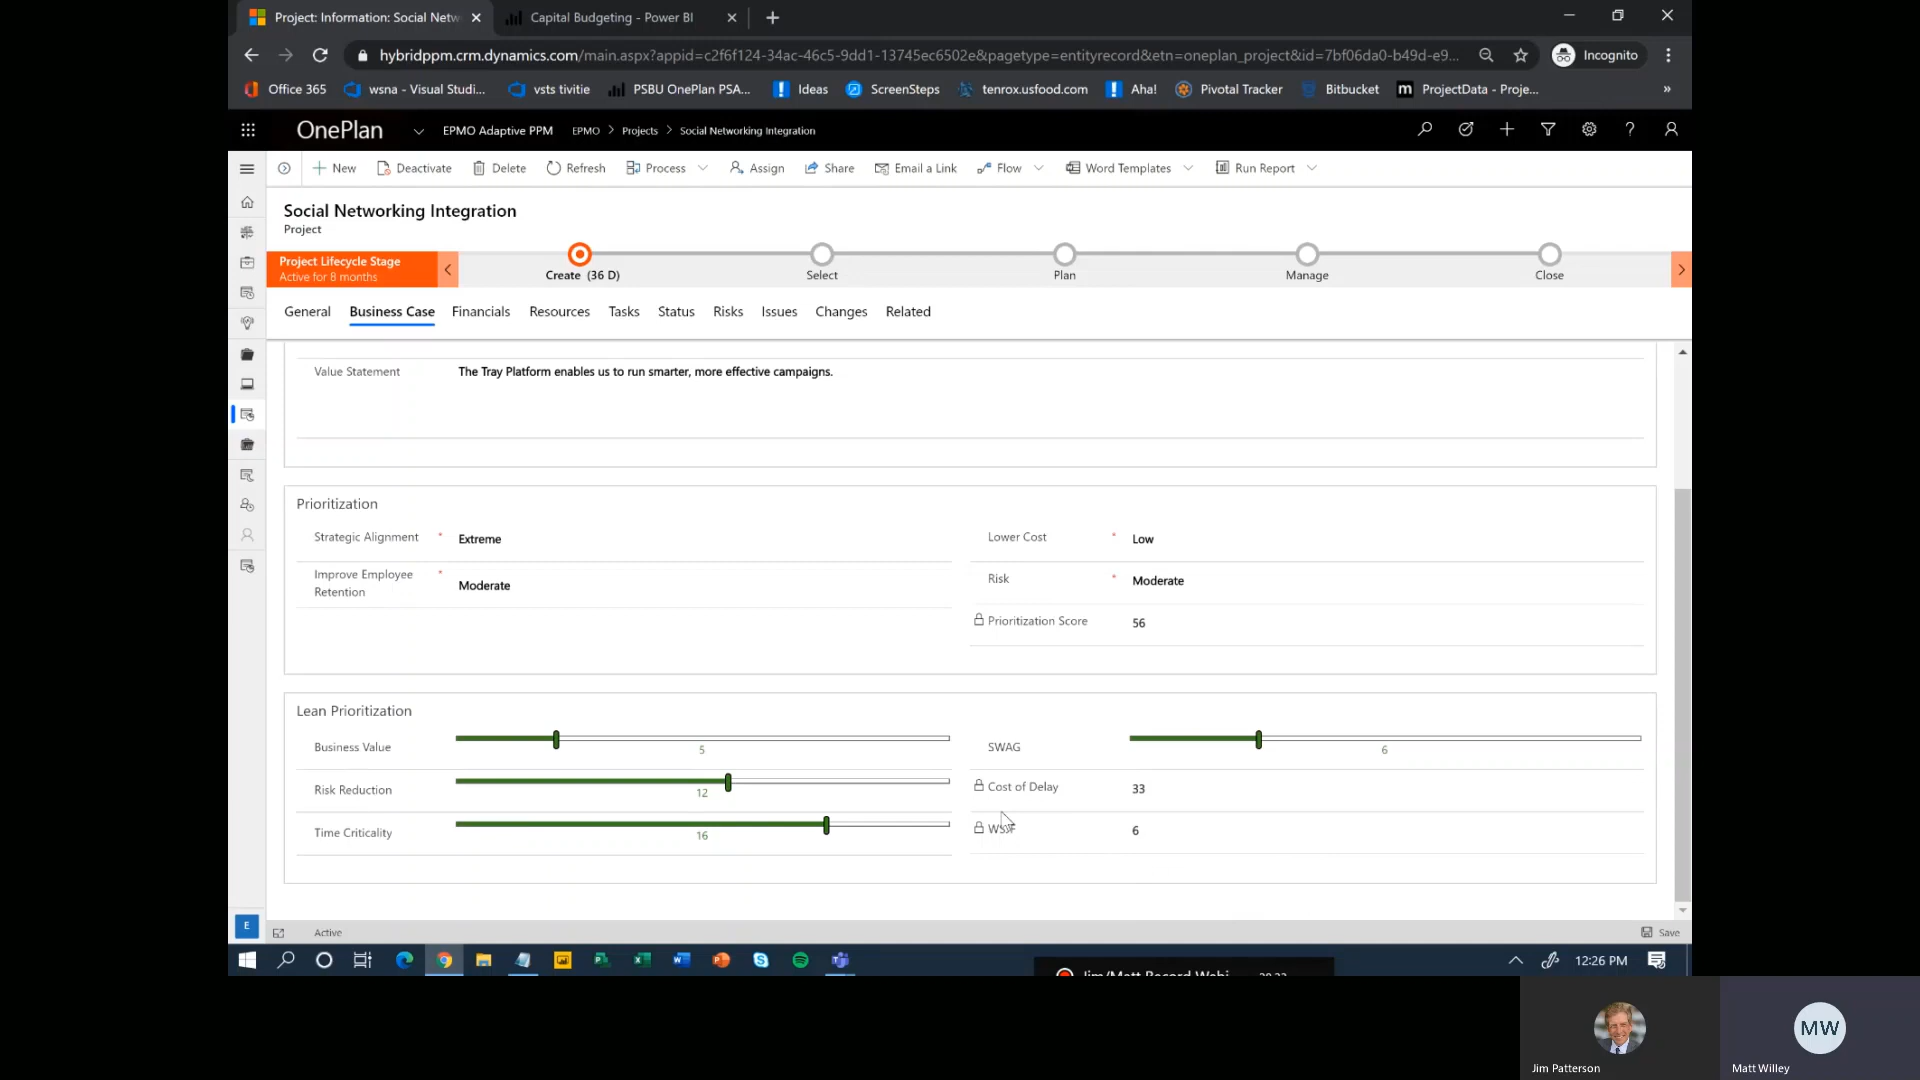 Project: Information: Social Netw
Capital Budgeting - Power BI
hybridppm.crm.dynamics.com/main.aspx?appid=c2f6f124-34ac-46c5-9dd1-13745ec6502e&pagetype=entityrecord&etn=oneplan_project&id=7bf06da0-b49d-e9...
Incognito
Office 365
wsna - Visual Studi...
vsts tivitie
PSBU OnePlan PSA...
Ideas
ScreenSteps
tenrox.usfood.com
Aha!
Pivotal Tracker
Bitbucket
ProjectData - Proje...
»
OnePlan
EPMO Adaptive PPM
EPMO > Projects > Social Networking Integration
New
Deactivate
Delete
Refresh
Process
Assign
Share
Email a Link
Flow
Word Templates
Run Report
Social Networking Integration
Project
Project Lifecycle Stage
Active for 8 months
Create (36 D)
Select
Plan
Manage
Close
General
Business Case
Financials
Resources
Tasks
Status
Risks
Issues
Changes
Related
Value Statement
The Tray Platform enables us to run smarter, more effective campaigns.
Prioritization
Strategic Alignment * Extreme
Lower Cost * Low
Improve Employee Retention * Moderate
Risk * Moderate
Prioritization Score 56
Lean Prioritization
Business Value 5
SWAG 6
Risk Reduction 12
Cost of Delay 33
Time Criticality 16
6
E
Active
Save
12:26 PM
MW
Jim Patterson
Matt Willey